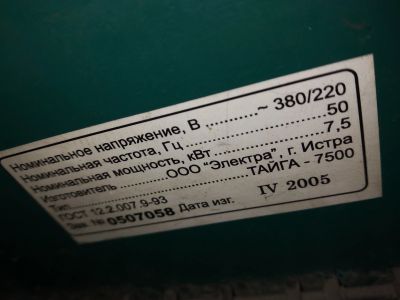 Номинальное напряжение, В ........... ~ 380/220
Номинальная частота, Гц ........................... 50
Номинальная мощность, кВт ....................... 7,5
Изготовитель ............ ООО "Электра", г. Истра
Тип ........................................ ТАЙГА - 7500
ГОСТ 12.2.007.9-93
Зав. № 0507058 Дата изг. IV 2005